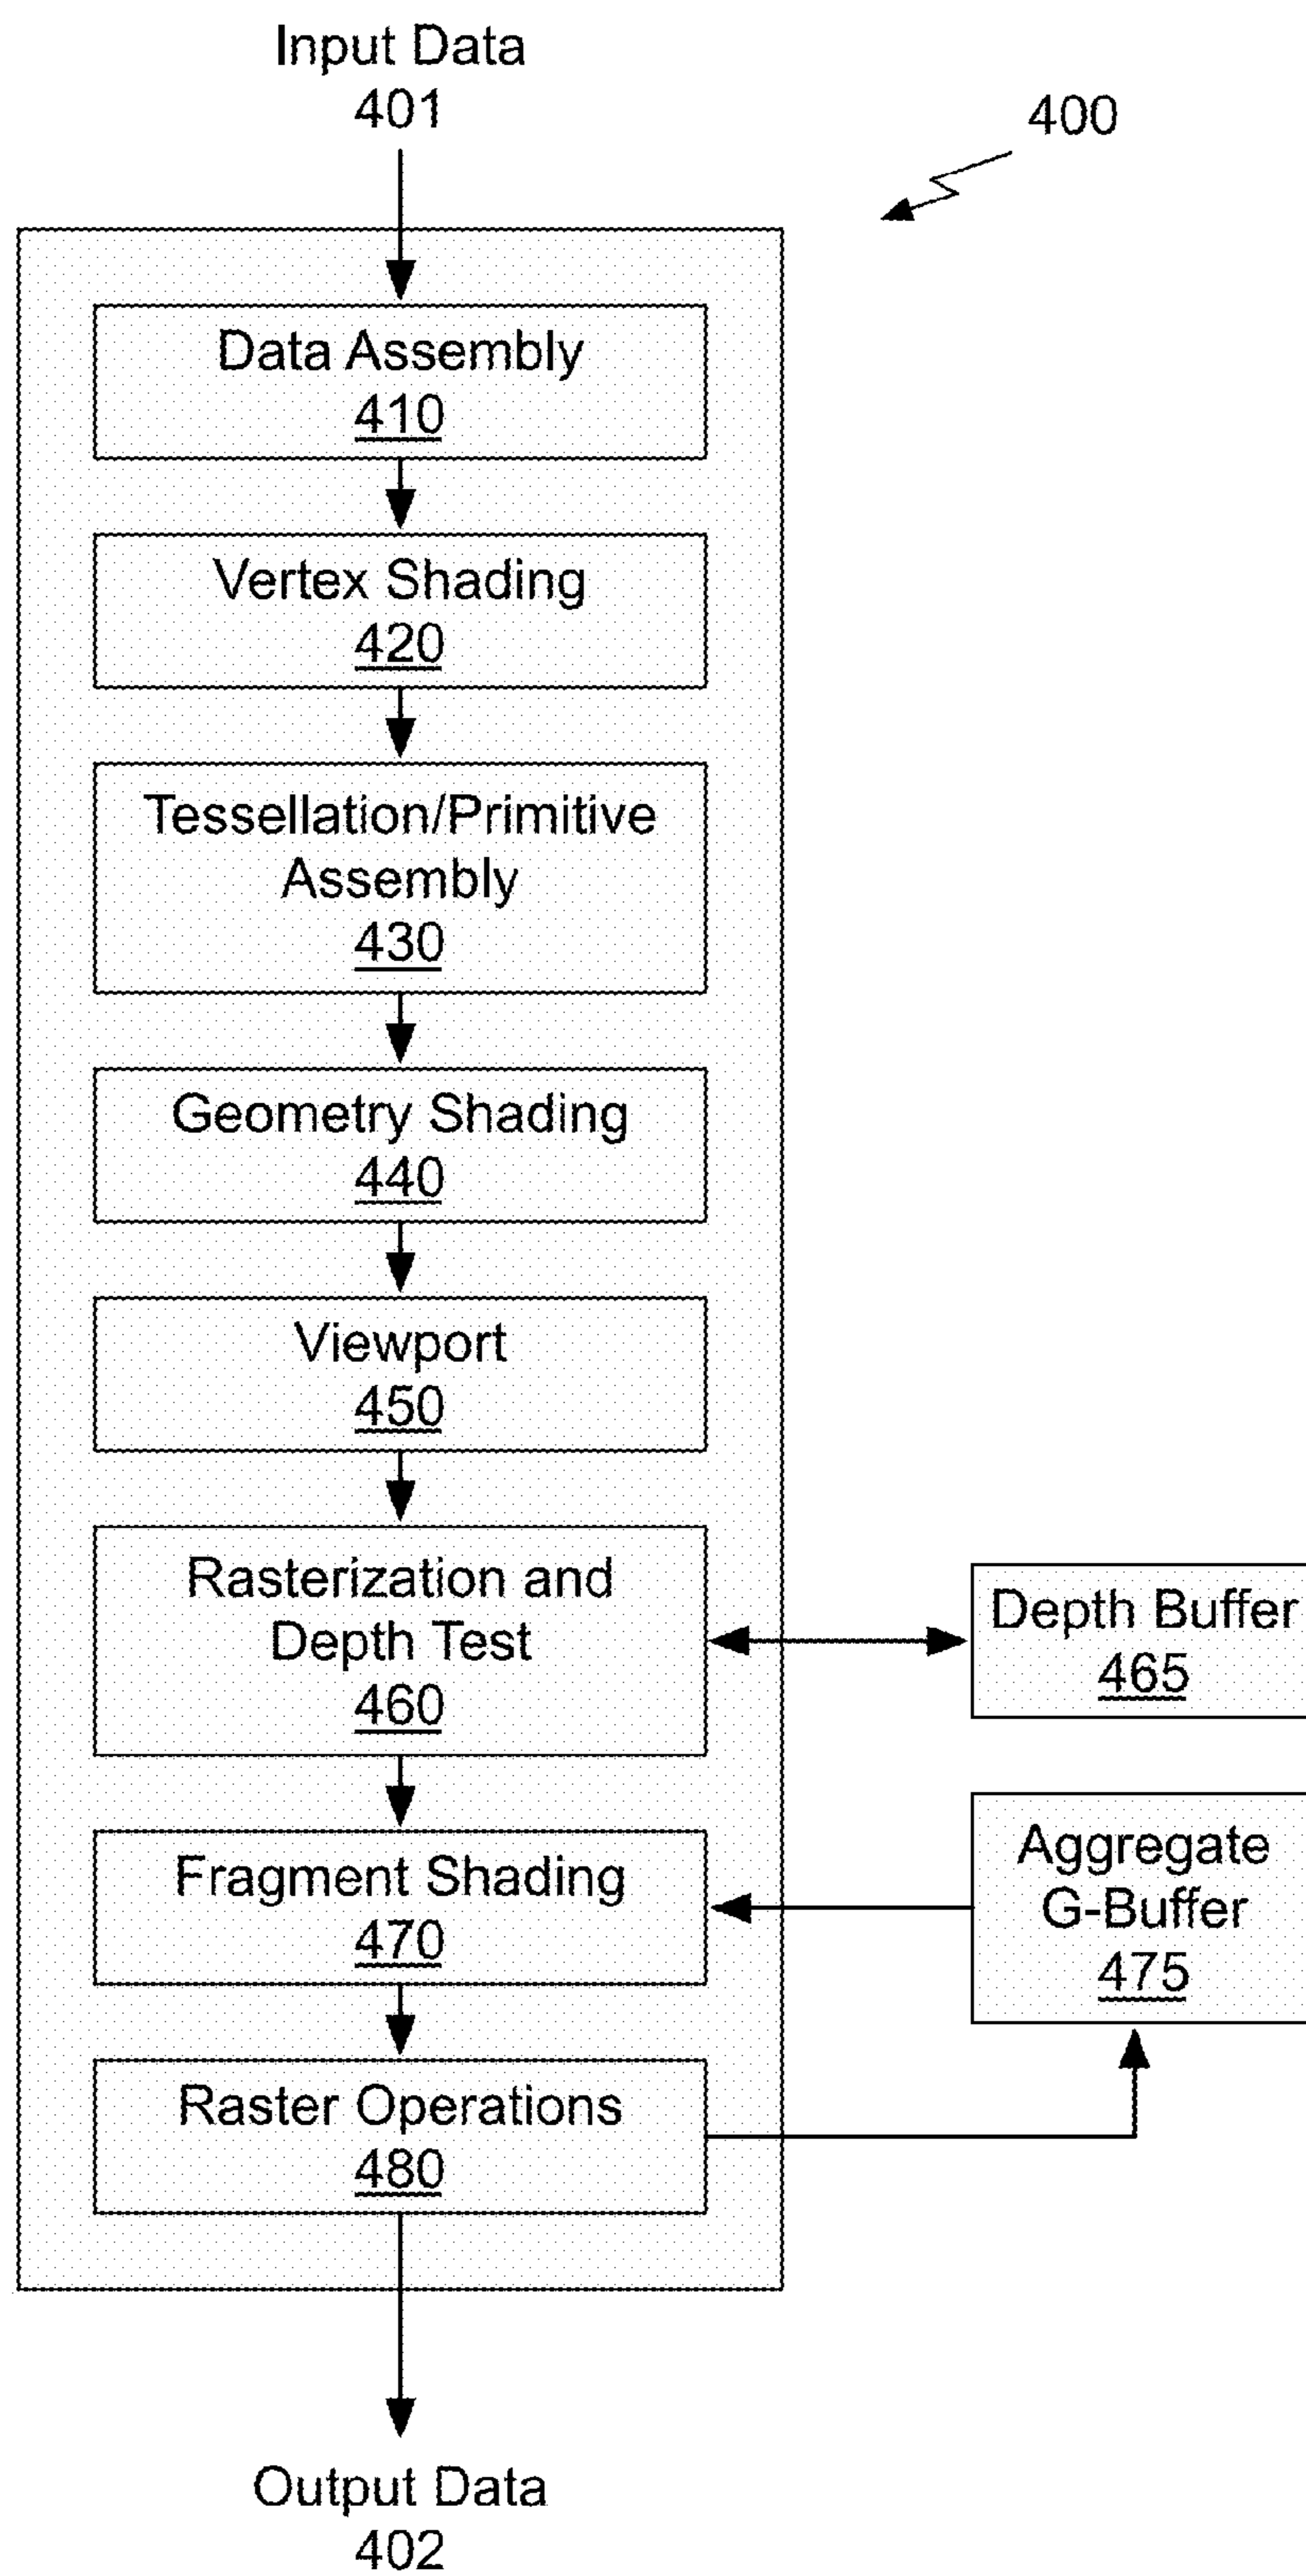 Input Data
401
400
Data Assembly
410
Vertex Shading
420
Tessellation/Primitive
Assembly
430
Geometry Shading
440
Viewport
450
Rasterization and
Depth Test
460
Depth Buffer
465
Fragment Shading
470
Aggregate
G-Buffer
475
Raster Operations
480
Output Data
402